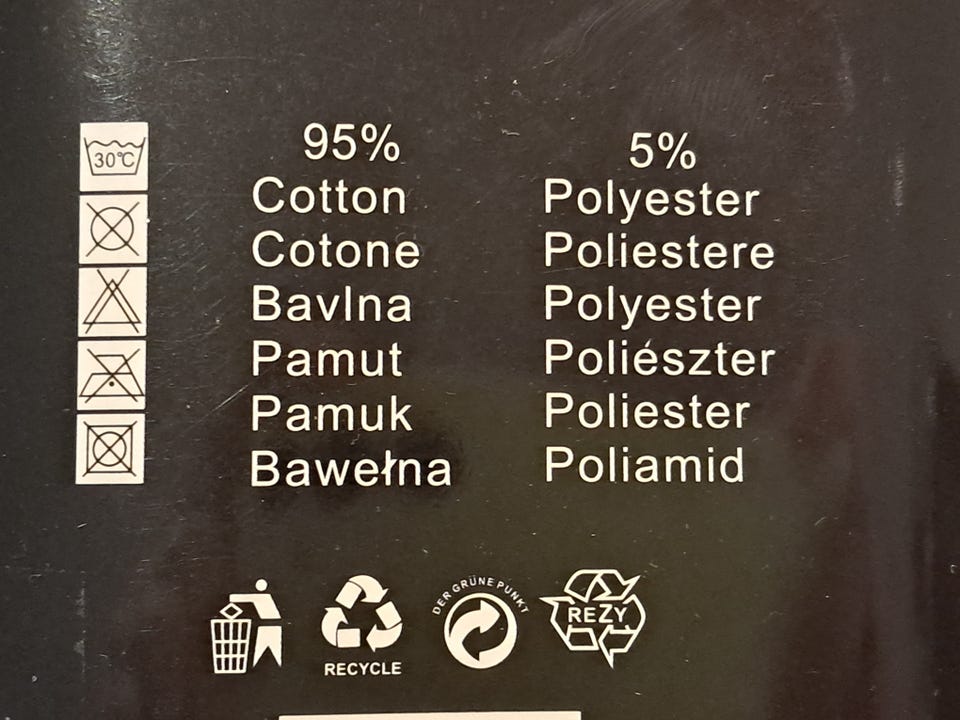 30°C
95%
Cotton
Cotone
Bavlna
Pamut
Pamuk
Bawełna
5%
Polyester
Poliestere
Polyester
Poliészter
Poliester
Poliamid
RECYCLE
DER GRÜNE PUNKT
REZY